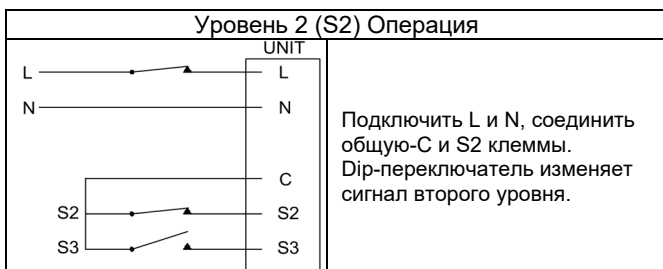 Уровень 2 (S2) Операция
UNIT
L L
N N
C
S2 S2
S3 S3
Подключить L и N, соединить
общую-C и S2 клеммы.
Dip-переключатель изменяет
сигнал второго уровня.